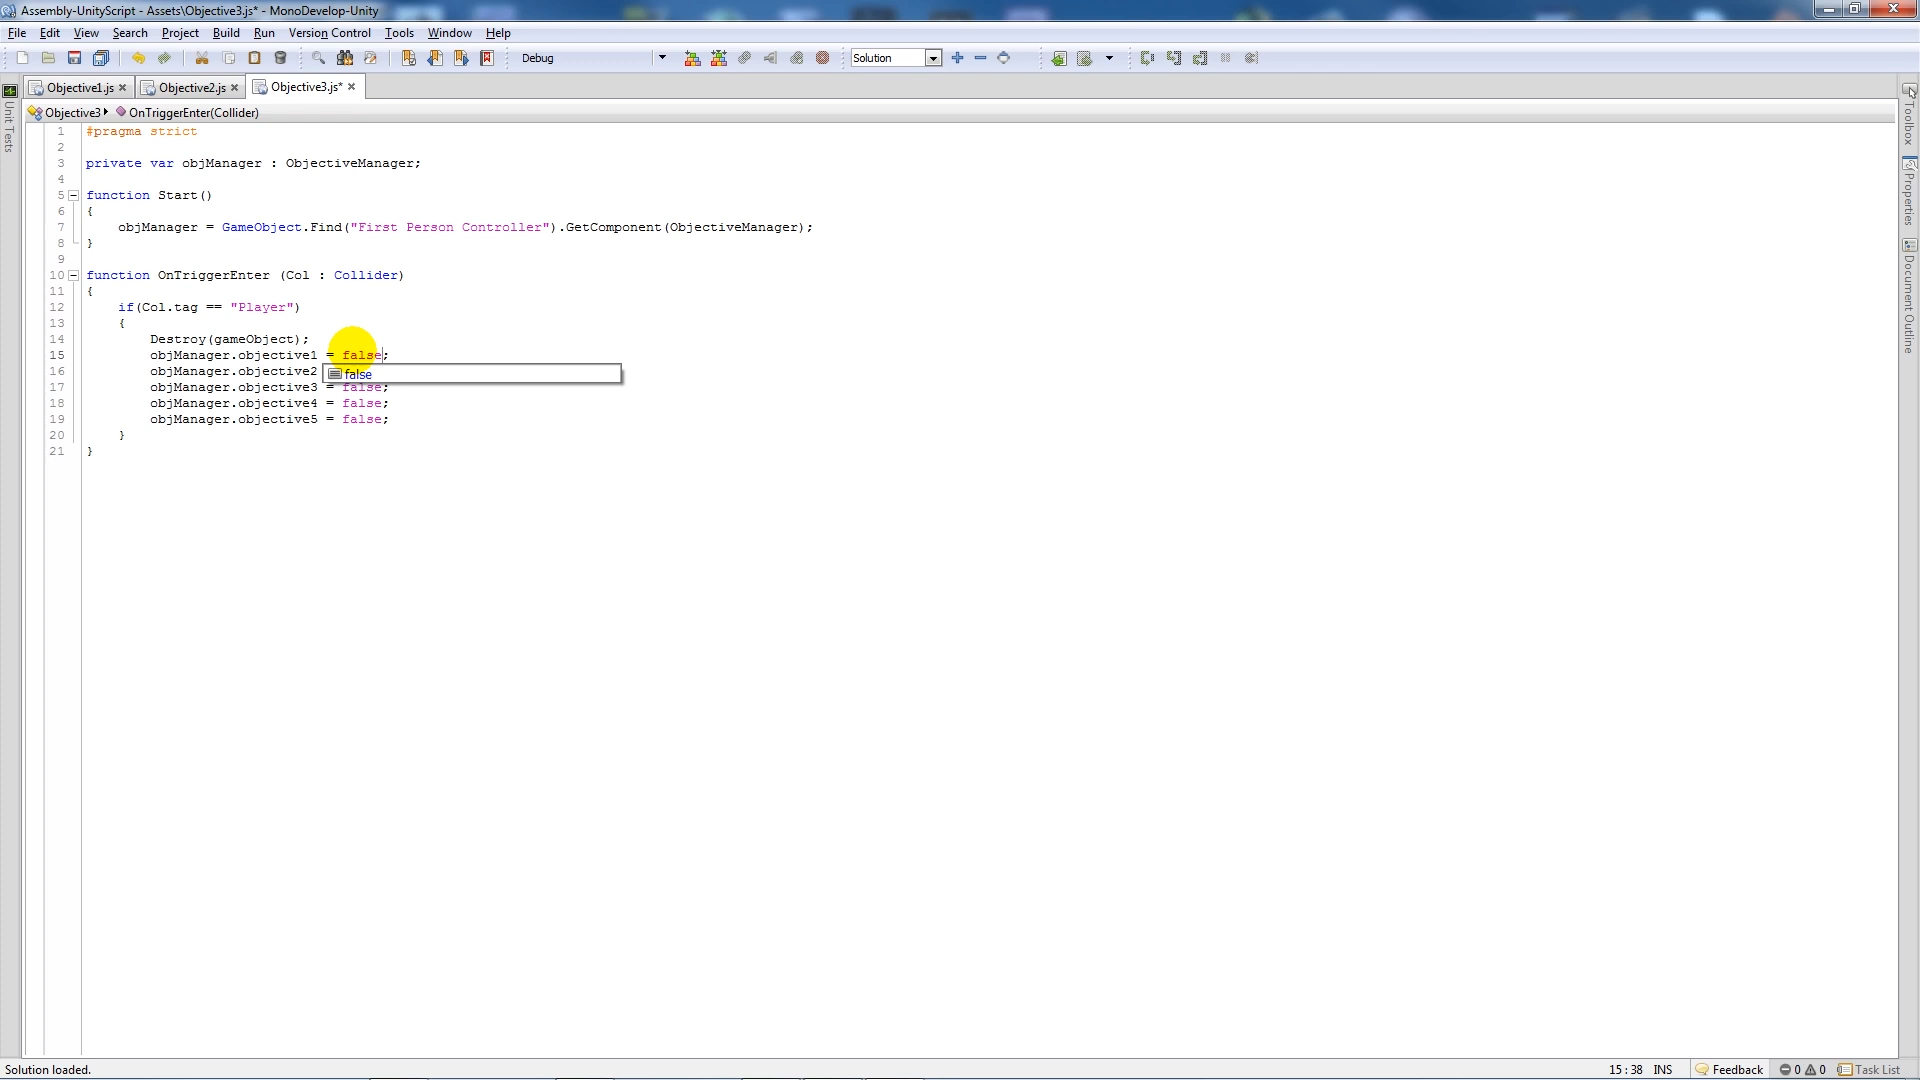 Assembly-UnityScript - Assets\Objective3.js* - MonoDevelop-Unity
File Edit View Search Project Build Run Version Control Tools Window Help
Debug Solution
Objective1.js Objective2.js Objective3.js*
Objective3 OnTriggerEnter(Collider)
Unit Tests
Toolbox
Properties
Document Outline
1 #pragma strict
2
3 private var objManager : ObjectiveManager;
4
5 function Start()
6 {
7 objManager = GameObject.Find("First Person Controller").GetComponent(ObjectiveManager);
8 }
9
10 function OnTriggerEnter (Col : Collider)
11 {
12 if(Col.tag == "Player")
13 {
14 Destroy(gameObject);
15 objManager.objective1 = false;
16 objManager.objective2
false
17 objManager.objective3 = false;
18 objManager.objective4 = false;
19 objManager.objective5 = false;
20 }
21 }
Solution loaded. 15 : 38 INS Feedback 0 0 Task List